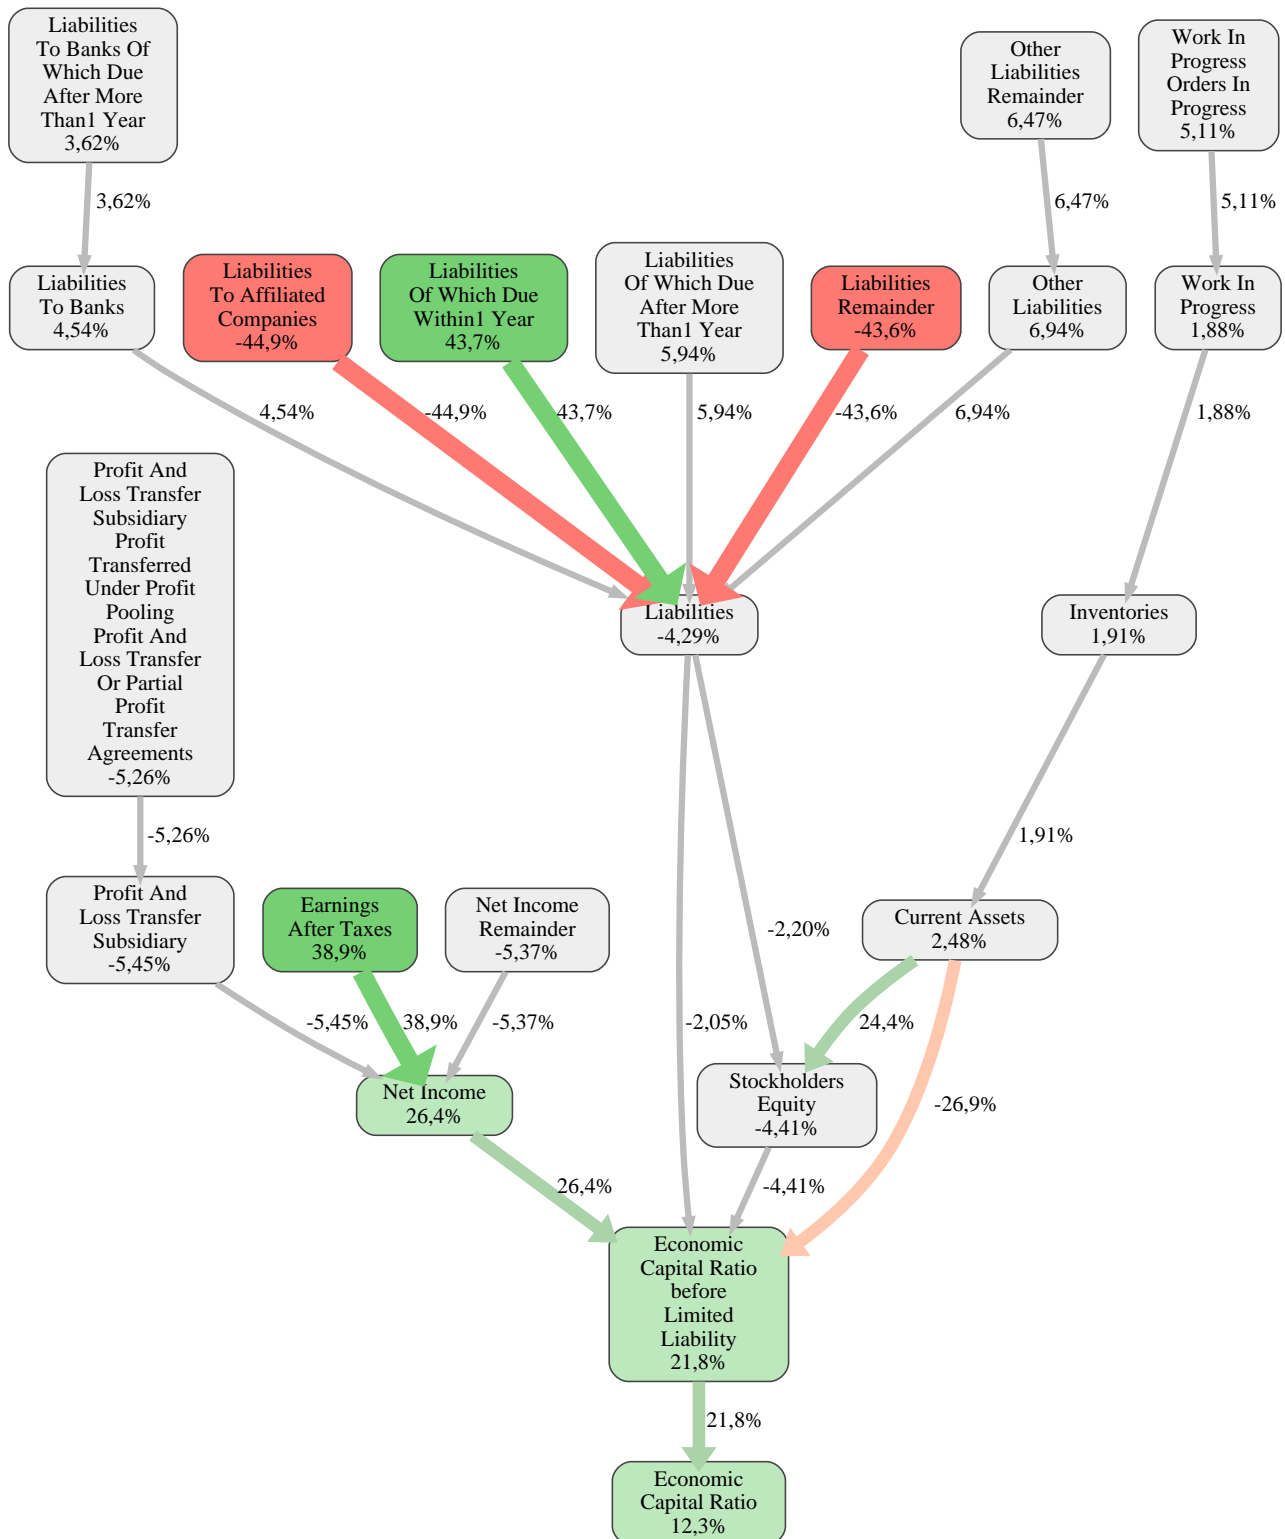 Liabilities
To Banks Of
Which Due
After More
Than1 Year
3,62%
Other
Liabilities
Remainder
6,47%
Work In
Progress
Orders In
Progress
5,11%
3,62%
6,47%
5,11%
Liabilities
To Banks
4,54%
Liabilities
To Affiliated
Companies
-44,9%
Liabilities
Of Which Due
Within1 Year
43,7%
Liabilities
Of Which Due
After More
Than1 Year
5,94%
Liabilities
Remainder
-43,6%
Other
Liabilities
6,94%
Work In
Progress
1,88%
4,54%
-44,9%
43,7%
5,94%
-43,6%
6,94%
1,88%
Profit And
Loss Transfer
Subsidiary
Profit
Transferred
Under Profit
Pooling
Profit And
Loss Transfer
Or Partial
Profit
Transfer
Agreements
-5,26%
Liabilities
-4,29%
Inventories
1,91%
-5,26%
1,91%
Profit And
Loss Transfer
Subsidiary
-5,45%
Earnings
After Taxes
38,9%
Net Income
Remainder
-5,37%
-2,20%
Current Assets
2,48%
-5,45%
38,9%
-5,37%
-2,05%
24,4%
-26,9%
Net Income
26,4%
Stockholders
Equity
-4,41%
26,4%
-4,41%
Economic
Capital Ratio
before
Limited
Liability
21,8%
21,8%
Economic
Capital Ratio
12,3%